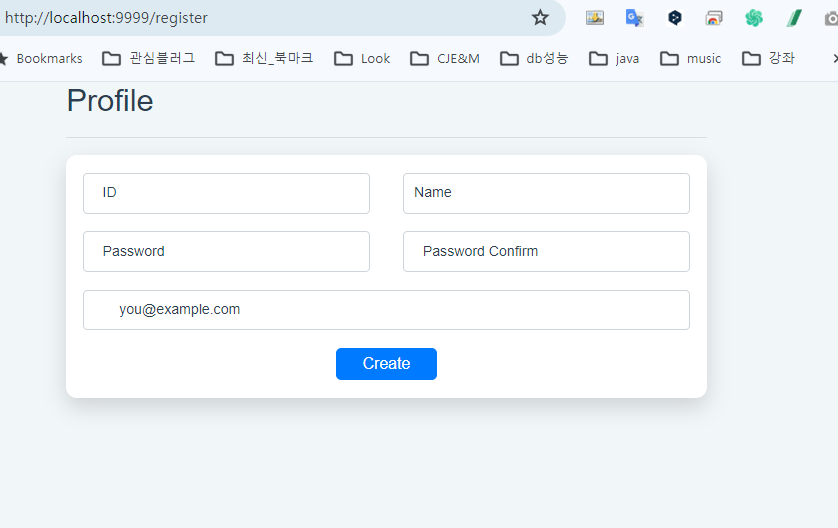 http://localhost:9999/register
Bookmarks 관심블러그 최신_북마크 Look CJE&M db성능 java music 강좌
Profile
ID Name
Password Password Confirm
you@example.com
Create